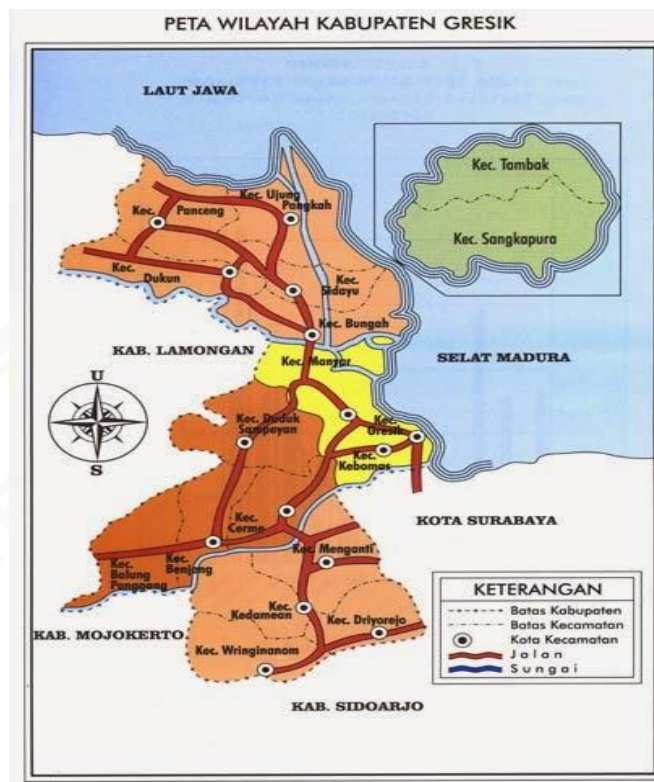 PETA WILAYAH KABUPATEN GRESIK
LAUT JAWA
Kec. Tambak
Kec. Sangkapura
Kec. Ujung
Pangkah
Kec. Panceng
Kec.
Dukun
Kec.
Sidayu
Kec. Bungah
KAB. LAMONGAN
Kec. Manyar
SELAT MADURA
U
S
Kec. Duduk
Sampeyan
Kec.
Gresik
Kec.
Kebomas
KOTA SURABAYA
Kec.
Cerme
Kec.
Benjeng
Kec.
Balung
Panggang
Kec. Menganti
KAB. MOJOKERTO
Kec.
Kedamean
Kec. Driyorejo
Kec. Wringinanom
KAB. SIDOARJO
KETERANGAN
Batas Kabupaten
Batas Kecamatan
Kota Kecamatan
Jalan
Sungai